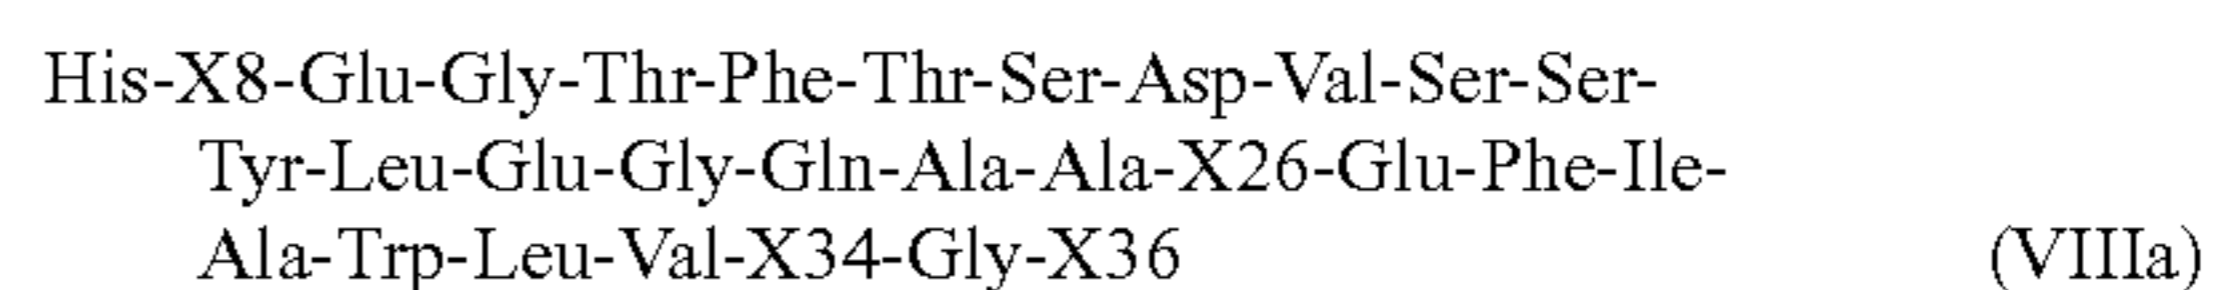 His-X8-Glu-Gly-Thr-Phe-Thr-Ser-Asp-Val-Ser-Ser-
Tyr-Leu-Glu-Gly-Gln-Ala-Ala-X26-Glu-Phe-Ile-
Ala-Trp-Leu-Val-X34-Gly-X36 (VIIIa)